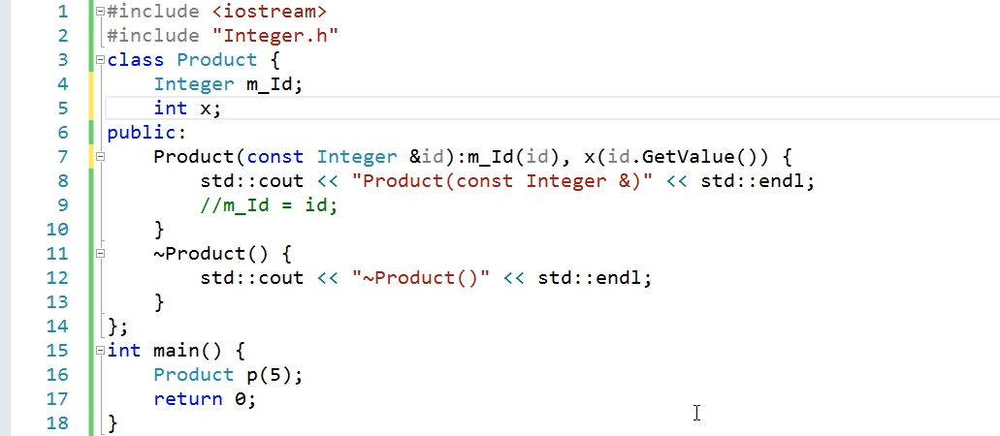 1 #include <iostream>
2 #include "Integer.h"
3 class Product {
4     Integer m_Id;
5     int x;
6 public:
7     Product(const Integer &id):m_Id(id), x(id.GetValue()) {
8         std::cout << "Product(const Integer &)" << std::endl;
9         //m_Id = id;
10     }
11     ~Product() {
12         std::cout << "~Product()" << std::endl;
13     }
14 };
15 int main() {
16     Product p(5);
17     return 0;
18 }